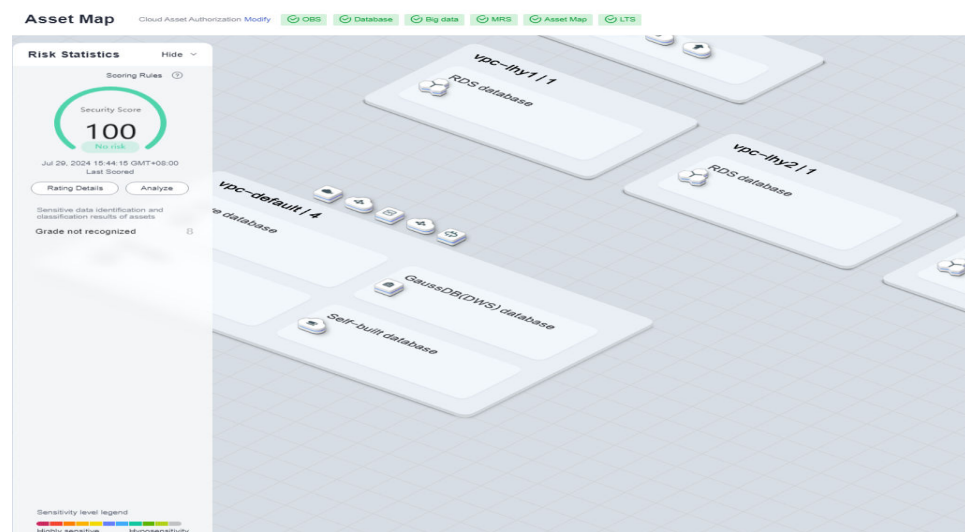 Asset Map
Cloud Asset Authorization Modify
OBS
Database
Big data
MRS
Asset Map
LTS
Risk Statistics
Hide
Scoring Rules
Security Score
100
No risk
Jul 29, 2024 15:44:15 GMT+08:00
Last Scored
Rating Details
Analyze
Sensitive data identification and
classification results of assets
Grade not recognized 8
Sensitivity level legend
Highly sensitive Hyposensitivity
vpc-lhy1 | 1
RDS database
vpc-lhy2 | 1
RDS database
vpc-default | 4
database
GaussDB(DWS) database
Self-built database